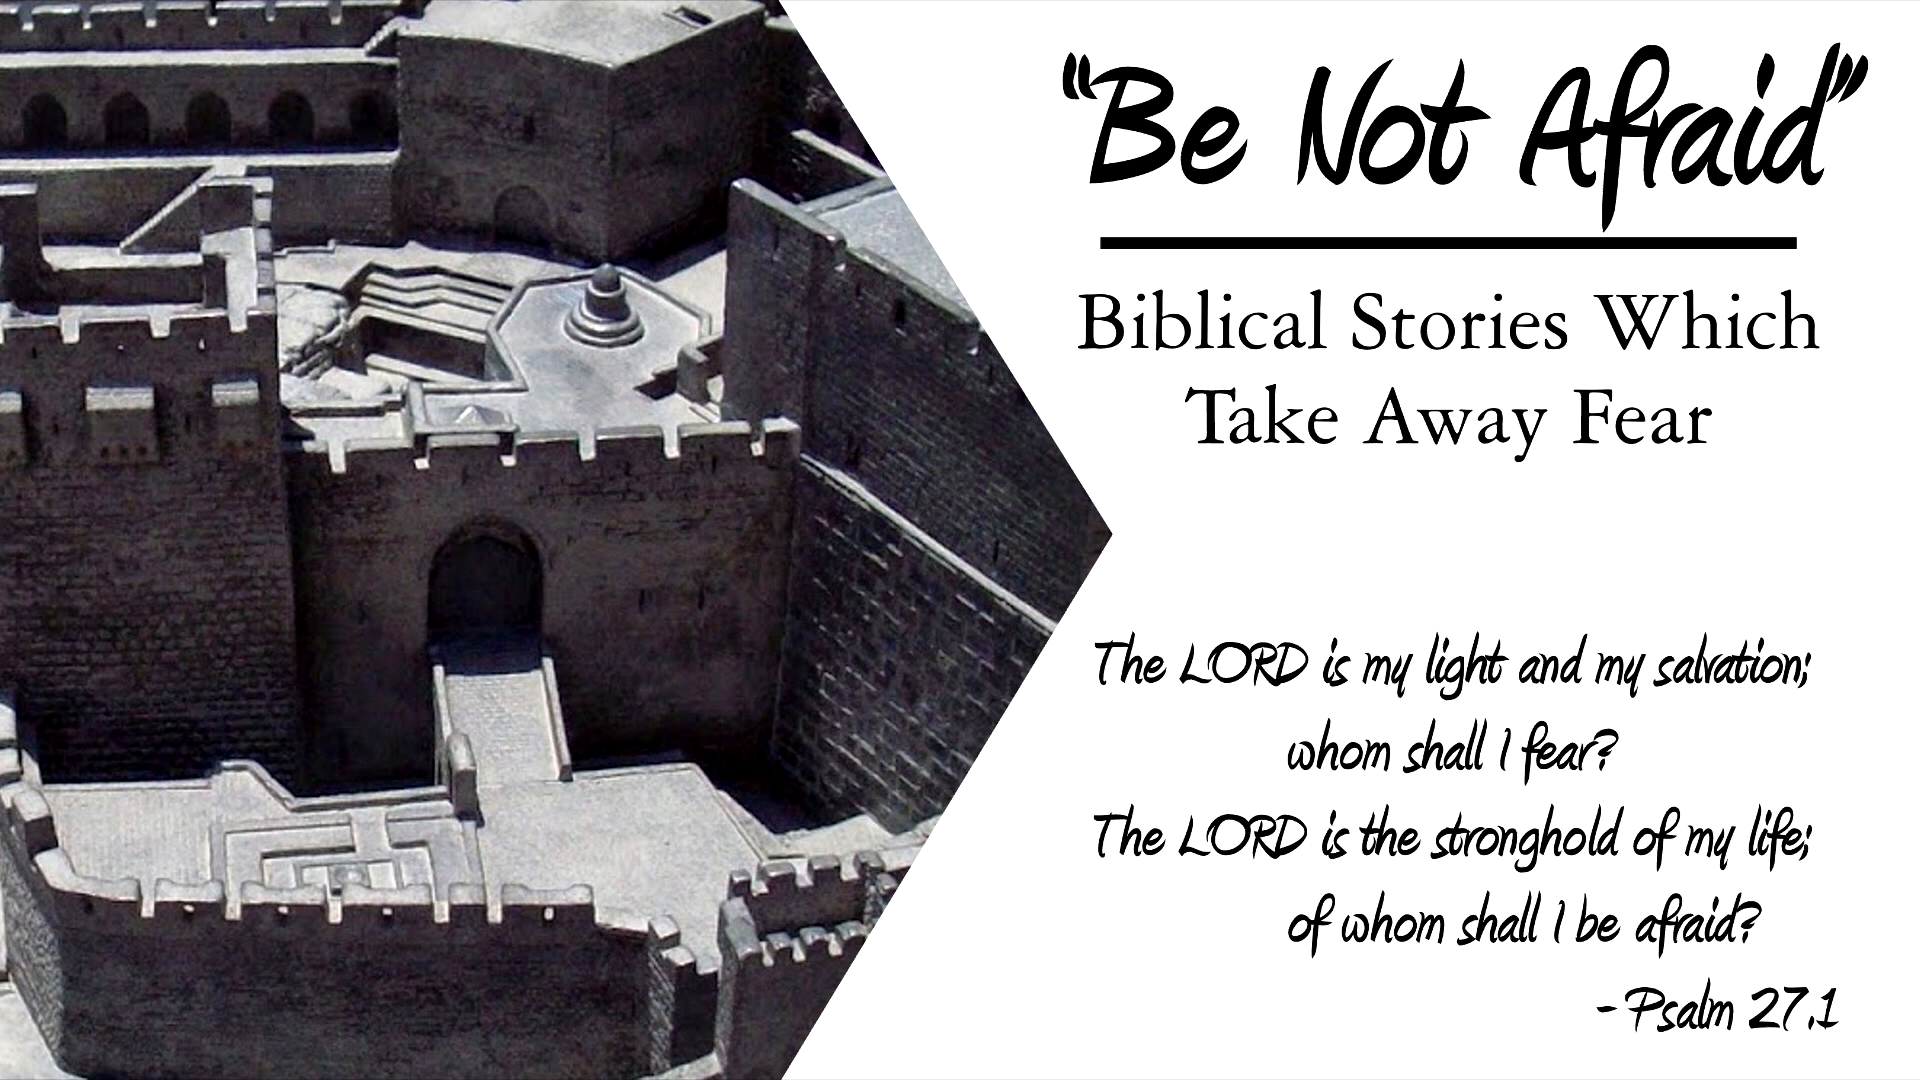 “Be Not Afraid”
Biblical Stories Which
Take Away Fear
The LORD is my light and my salvation;
whom shall I fear?
The LORD is the stronghold of my life;
of whom shall I be afraid?
- Psalm 27.1